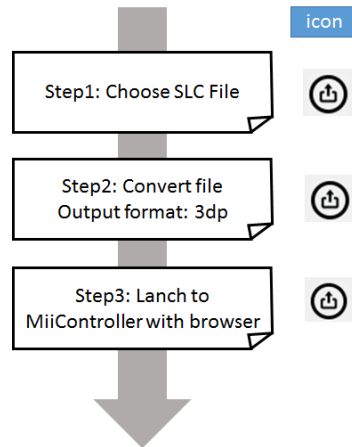 icon
Step1: Choose SLC File
Step2: Convert file
Output format: 3dp
Step3: Lanch to
MiiController with browser